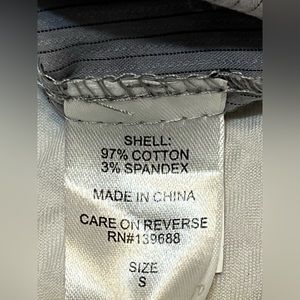 SHELL:
97% COTTON
3% SPANDEX
MADE IN CHINA
CARE ON REVERSE
RN#139688
SIZE
S